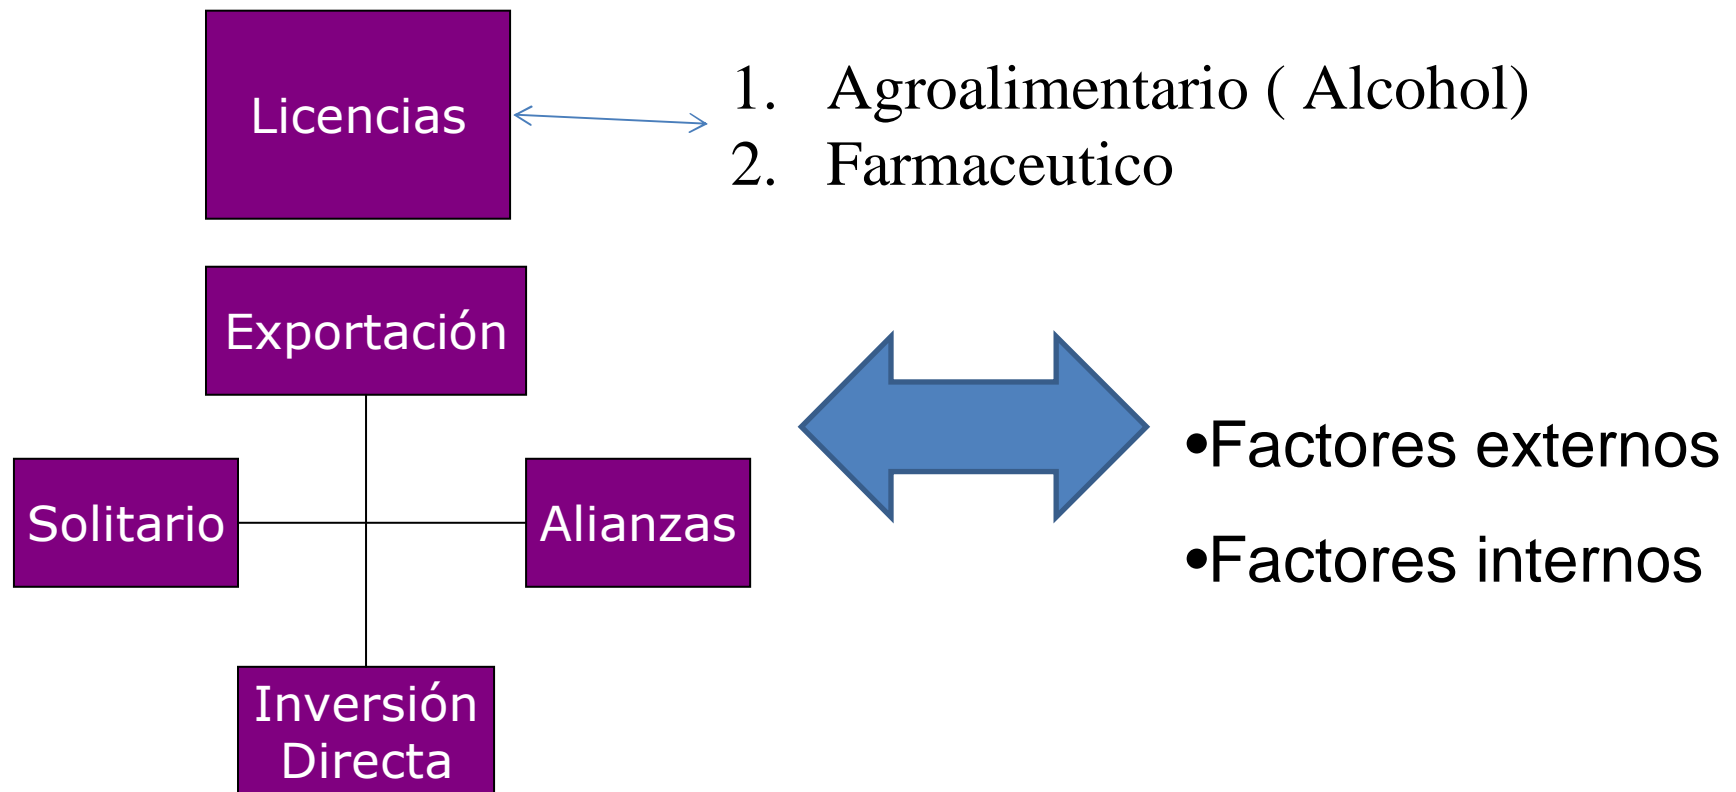 Licencias
1. Agroalimentario ( Alcohol)
2. Farmaceutico
Exportación
Solitario
Alianzas
Inversión
Directa
•Factores externos
•Factores internos